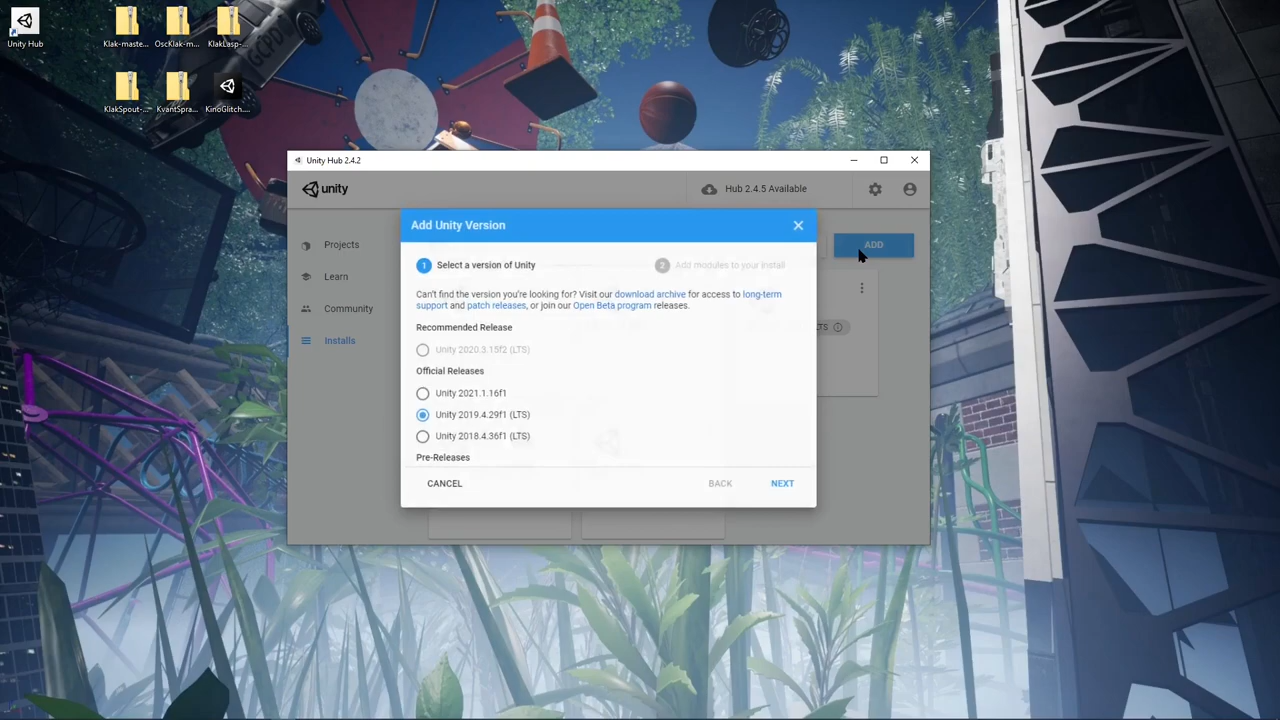 Unity Hub
Klak-maste...
OscKlak-m...
KlakLasp-...
KlakSpout-...
KvantSpra...
KinoGlitch....
GCPD
Unity Hub 2.4.2
unity
Hub 2.4.5 Available
Projects
Learn
Community
Installs
ADD
LTS
Add Unity Version
1 Select a version of Unity
2 Add modules to your install
Can't find the version you're looking for? Visit our download archive for access to long-term
support and patch releases, or join our Open Beta program releases.
Recommended Release
Unity 2020.3.15f2 (LTS)
Official Releases
Unity 2021.1.16f1
Unity 2019.4.29f1 (LTS)
Unity 2018.4.36f1 (LTS)
Pre-Releases
CANCEL
BACK
NEXT